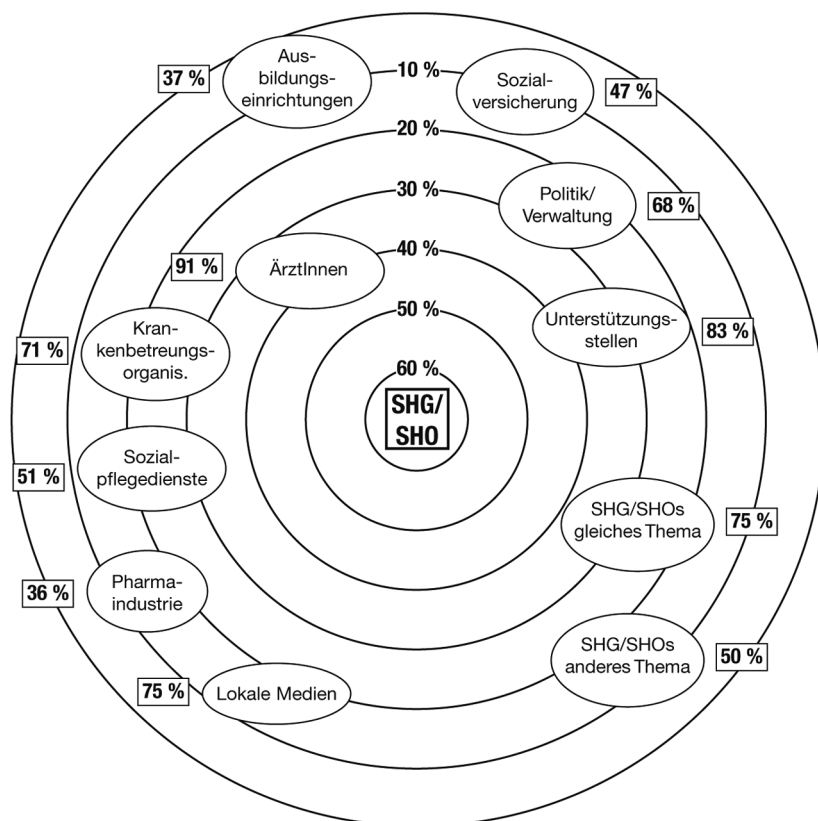 Aus-
bildungs-
einrichtungen
37 %
10 %
Sozial-
versicherung
47 %
20 %
30 %
Politik/
Verwaltung
68 %
91 %
ÄrztInnen
40 %
50 %
Unterstützungs-
stellen
83 %
71 %
Kran-
kenbetreungs-
organis.
60 %
SHG/
SHO
51 %
Sozial-
pflegedienste
SHG/SHOs
gleiches Thema
75 %
36 %
Pharma-
industrie
SHG/SHOs
anderes Thema
50 %
75 %
Lokale Medien